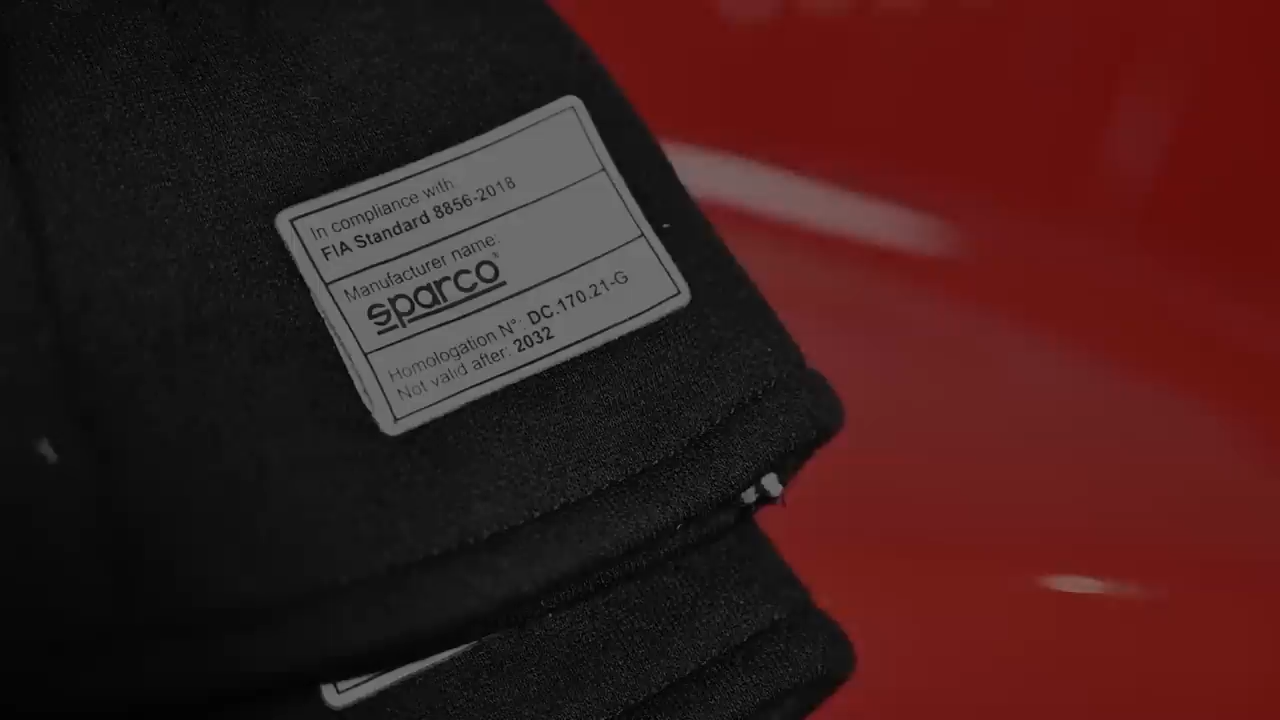 In compliance with:
FIA Standard 8856-2018
Manufacturer name:
sparco®
Homologation N°: DC.170.21-G
Not valid after: 2032